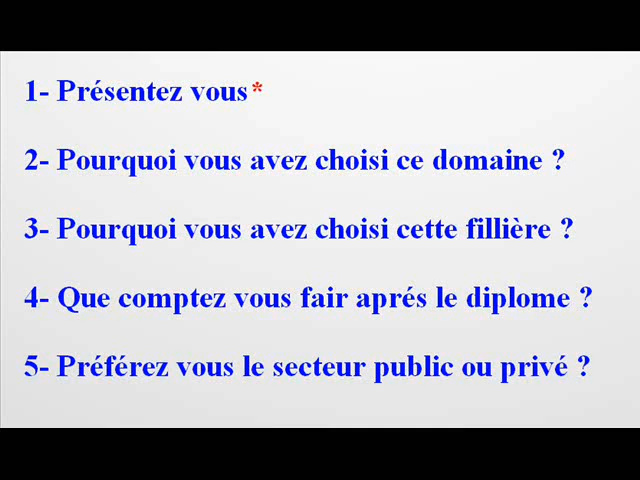 1- Présentez vous*
2- Pourquoi vous avez choisi ce domaine ?
3- Pourquoi vous avez choisi cette fillière ?
4- Que comptez vous fair aprés le diplome ?
5- Préférez vous le secteur public ou privé ?